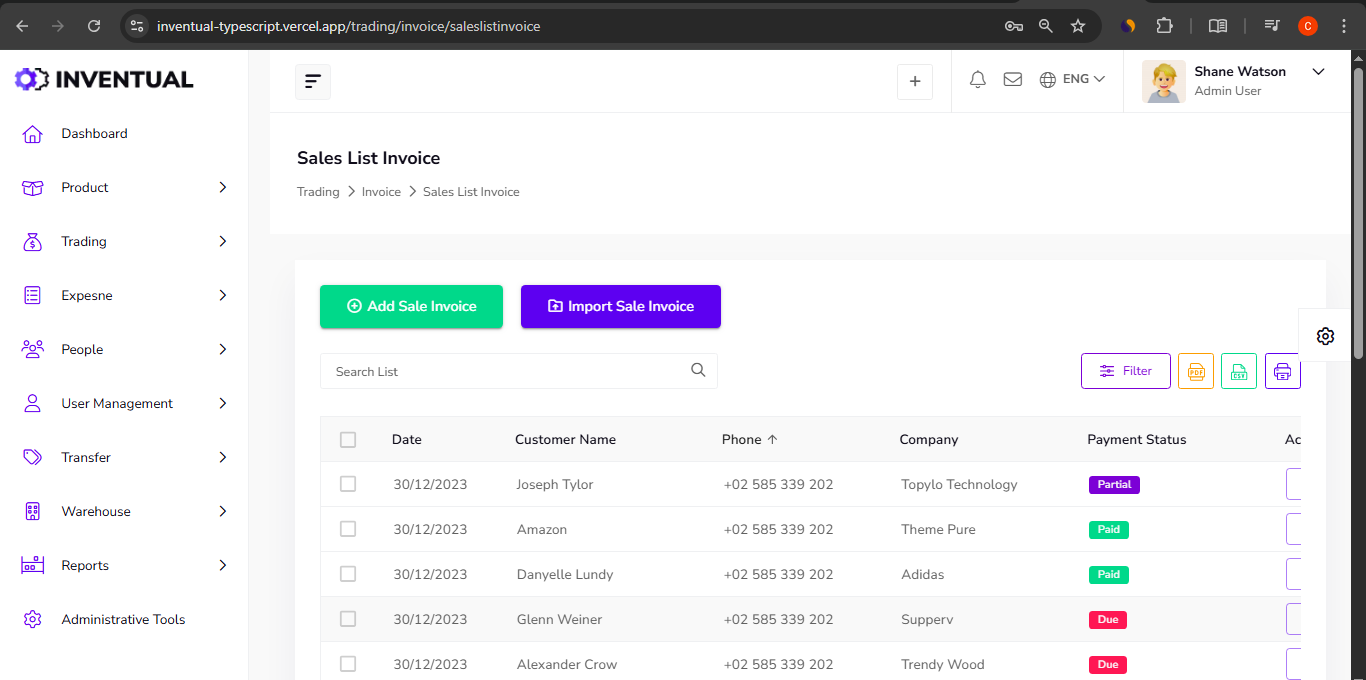 inventual-typescript.vercel.app/trading/invoice/saleslistinvoice
C
INVENTUAL
ENG
Shane Watson
Admin User
Dashboard
Product
Trading
Expesne
People
User Management
Transfer
Warehouse
Reports
Administrative Tools
Sales List Invoice
Trading > Invoice > Sales List Invoice
Add Sale Invoice Import Sale Invoice
Search List
Filter PDF CSV
Date Customer Name Phone Company Payment Status Ac
30/12/2023 Joseph Tylor +02 585 339 202 Topylo Technology Partial
30/12/2023 Amazon +02 585 339 202 Theme Pure Paid
30/12/2023 Danyelle Lundy +02 585 339 202 Adidas Paid
30/12/2023 Glenn Weiner +02 585 339 202 Supperv Due
30/12/2023 Alexander Crow +02 585 339 202 Trendy Wood Due